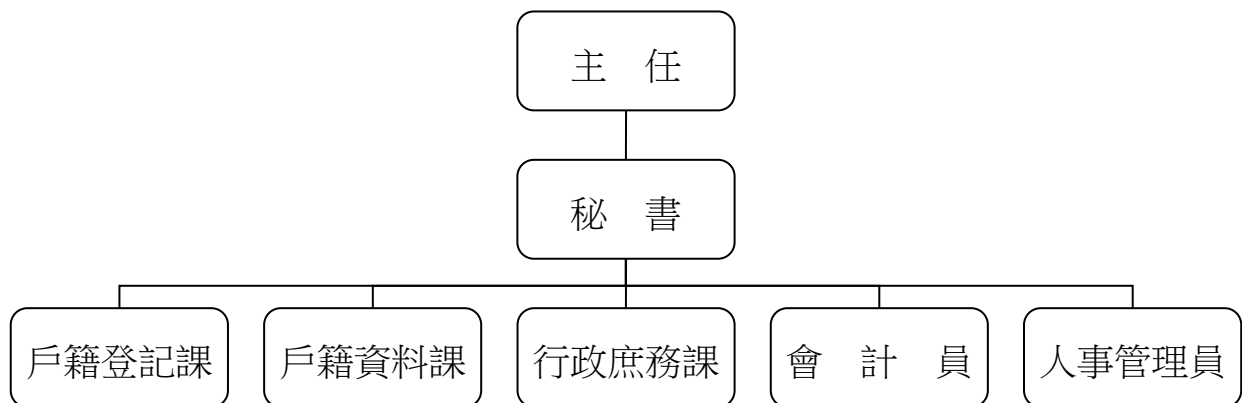 主　任
秘　書
戶籍登記課
戶籍資料課
行政庶務課
會　計　員
人事管理員